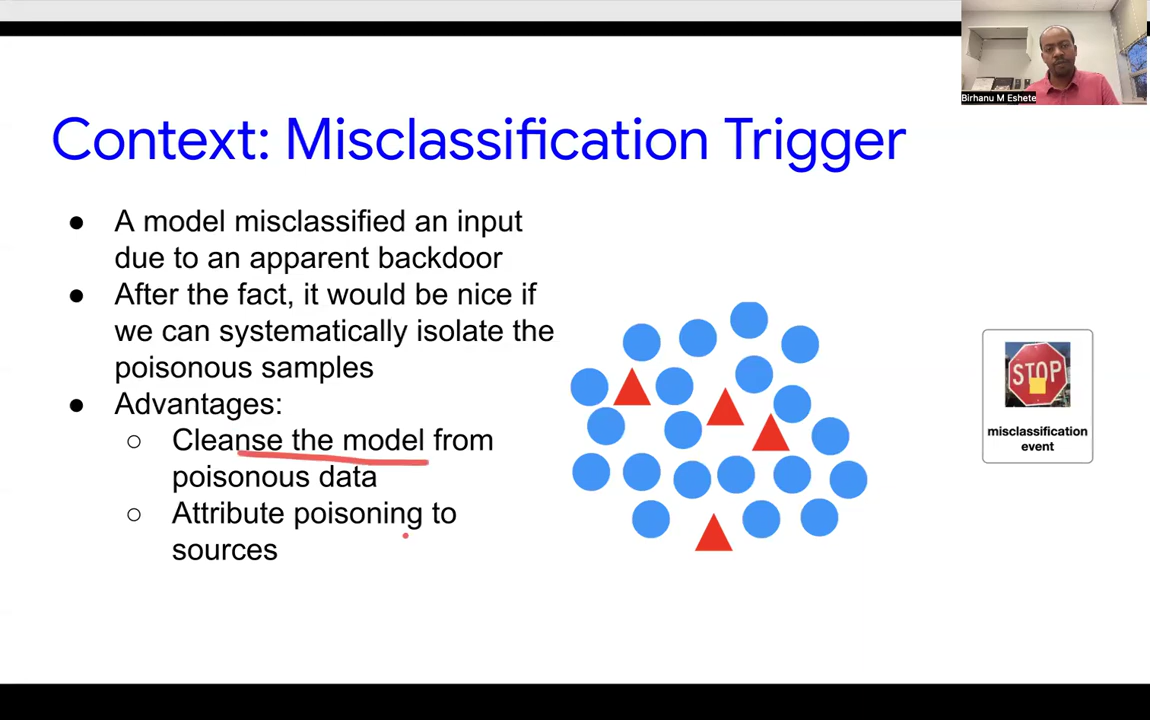 Birhanu M Eshete
Context: Misclassification Trigger
● A model misclassified an input
due to an apparent backdoor
● After the fact, it would be nice if
we can systematically isolate the
poisonous samples
● Advantages:
○ Cleanse the model from
poisonous data
○ Attribute poisoning to
sources
STOP
misclassification
event